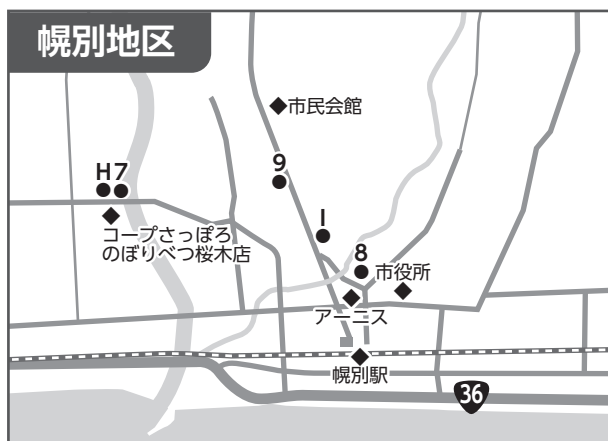 幌別地区
◆市民会館
9
H7
I
コープさっぽろ
のぼりべつ桜木店
8
市役所
アーニス
幌別駅
36